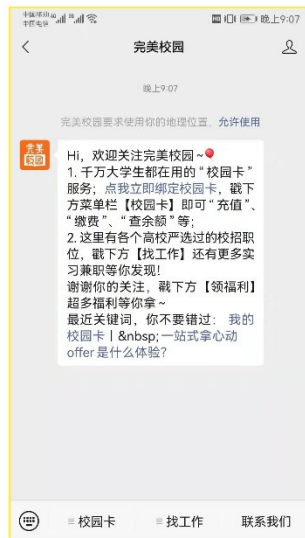 中国移动
中国电信
晚上9:07
完美校园
晚上9:07
完美校园要求使用你的地理位置，允许使用
完美
校园
Hi，欢迎关注完美校园~
1. 千万大学生都在用的“校园卡”
服务；点我立即绑定校园卡，戳下
方菜单栏【校园卡】即可“充值”、
“缴费”、“查余额”等；
2. 这里有各个高校严选过的校招职
位，戳下方【找工作】还有更多实
习兼职等你发现！
谢谢你的关注，戳下方【领福利】
超多福利等你拿~
最近关键词，你不要错过： 我的
校园卡丨&nbsp;一站式拿心动
offer是什么体验？
校园卡
找工作
联系我们